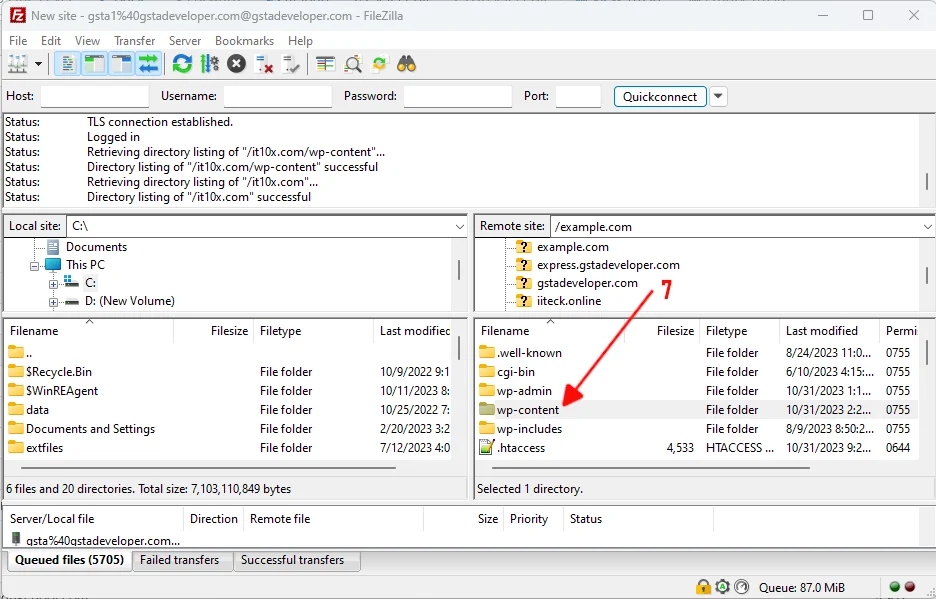 New site - gsta1%40gstadeveloper.com@gstadeveloper.com - FileZilla
File Edit View Transfer Server Bookmarks Help
Host: Username: Password: Port: Quickconnect
Status: TLS connection established.
Status: Logged in
Status: Retrieving directory listing of "/it10x.com/wp-content"...
Status: Directory listing of "/it10x.com/wp-content" successful
Status: Retrieving directory listing of "/it10x.com"...
Status: Directory listing of "/it10x.com" successful
Local site: C:\
Documents
This PC
C:
D: (New Volume)
Remote site: /example.com
example.com
express.gstadeveloper.com
gstadeveloper.com
iiteck.online
7
Filename Filesize Filetype Last modified
..
$Recycle.Bin File folder 10/9/2022 9:1
$WinREAgent File folder 10/11/2023 8:
data File folder 10/25/2022 7:
Documents and Settings File folder 2/20/2023 3:2
extfiles File folder 7/12/2023 4:0
6 files and 20 directories. Total size: 7,103,110,849 bytes
Filename Filesize Filetype Last modified Permi
.well-known File folder 8/24/2023 11:0... 0755
cgi-bin File folder 6/10/2023 4:15... 0755
wp-admin File folder 10/31/2023 1:1... 0755
wp-content File folder 10/31/2023 2:2... 0755
wp-includes File folder 8/9/2023 8:50:2... 0755
.htaccess 4,533 HTACCESS ... 10/31/2023 9:2... 0644
Selected 1 directory.
Server/Local file Direction Remote file Size Priority Status
gsta%40gstadeveloper.com...
Queued files (5705) Failed transfers Successful transfers
Queue: 87.0 MiB